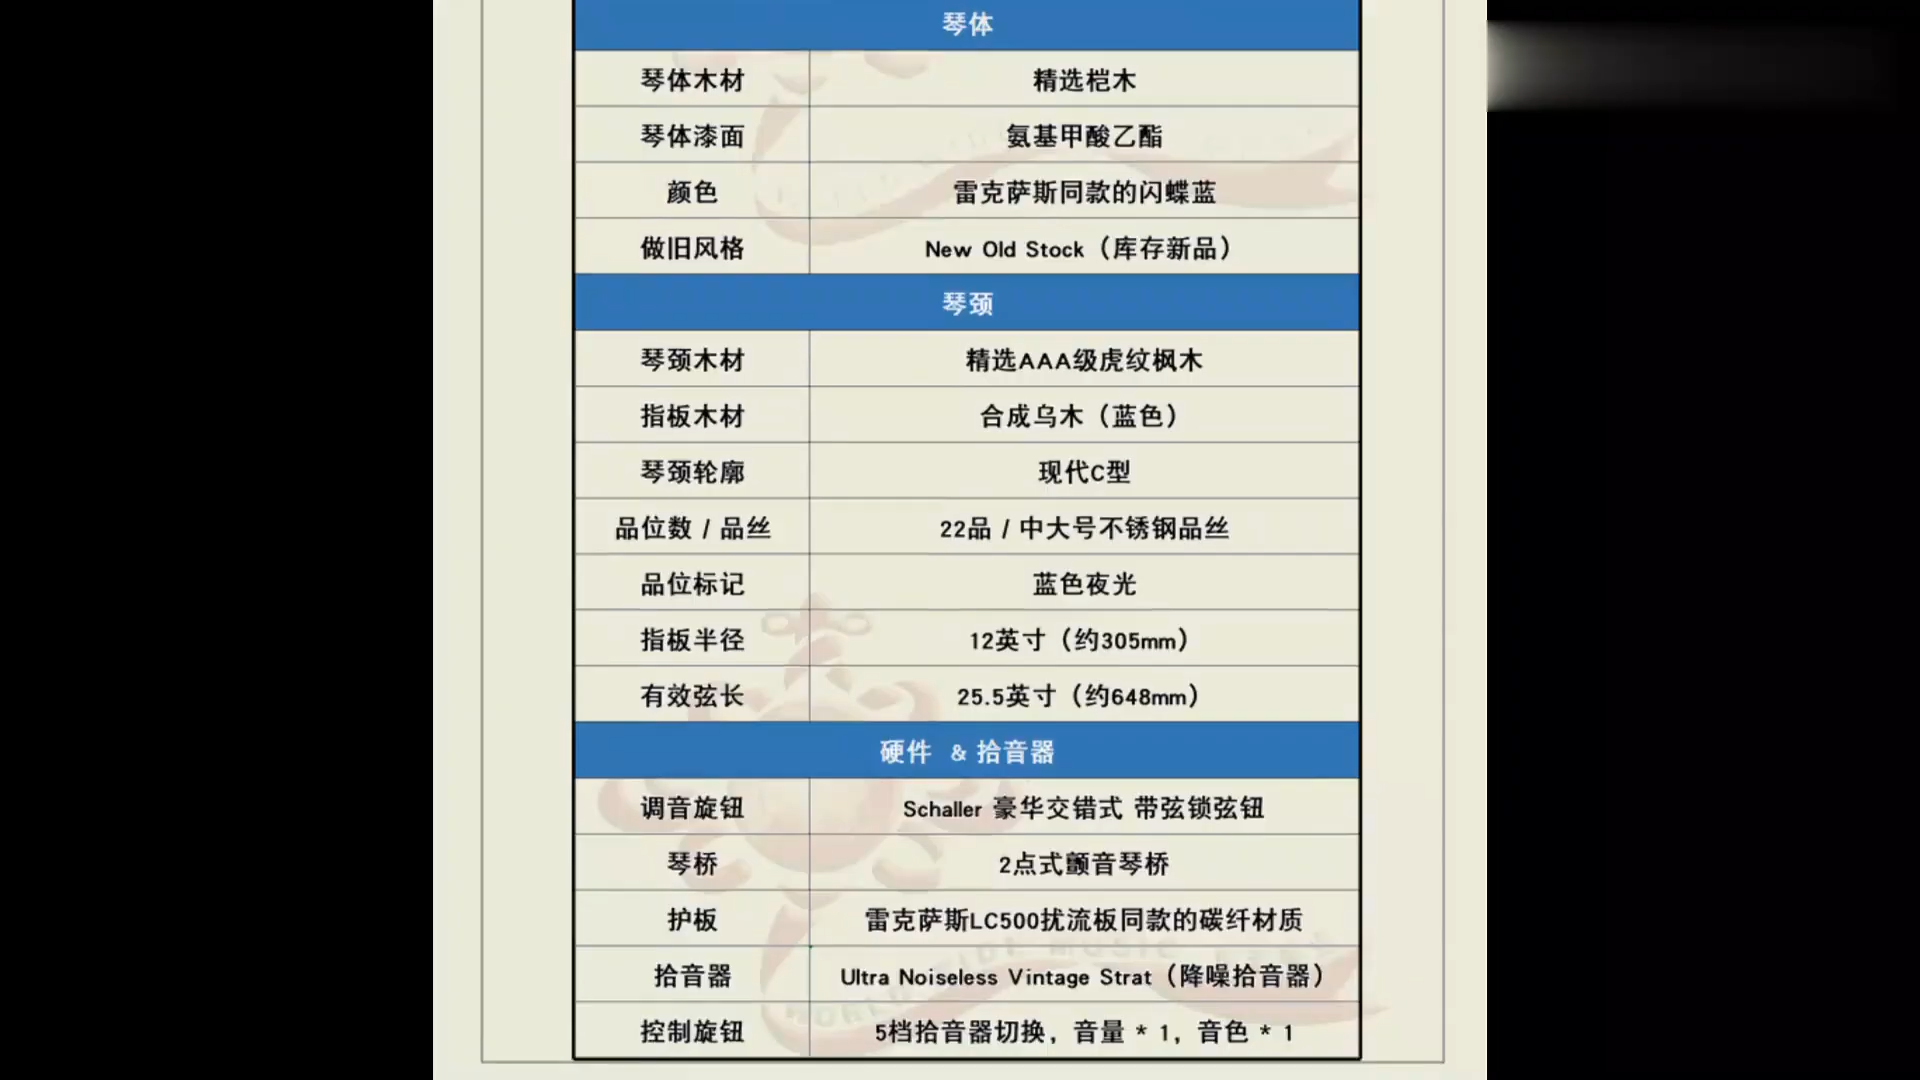 琴体
琴体木材 精选桤木
琴体漆面 氨基甲酸乙酯
颜色 雷克萨斯同款的闪蝶蓝
做旧风格 New Old Stock（库存新品）
琴颈
琴颈木材 精选AAA级虎纹枫木
指板木材 合成乌木（蓝色）
琴颈轮廓 现代C型
品位数 / 品丝 22品 / 中大号不锈钢品丝
品位标记 蓝色夜光
指板半径 12英寸（约305mm）
有效弦长 25.5英寸（约648mm）
硬件 & 拾音器
调音旋钮 Schaller 豪华交错式 带弦锁弦钮
琴桥 2点式颤音琴桥
护板 雷克萨斯LC500扰流板同款的碳纤材质
拾音器 Ultra Noiseless Vintage Strat（降噪拾音器）
控制旋钮 5档拾音器切换，音量 * 1，音色 * 1